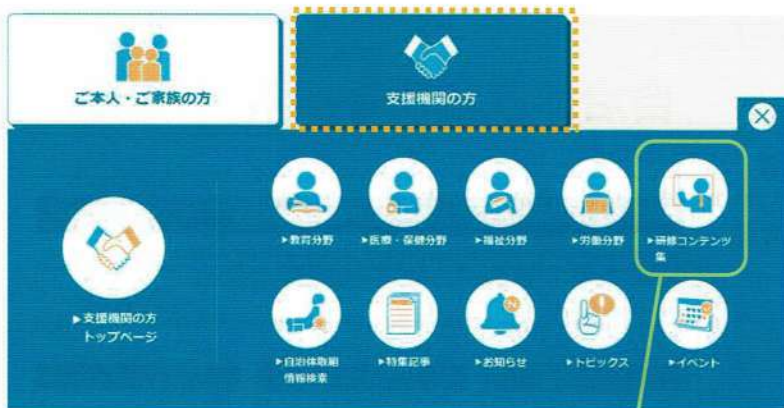 ご本人・ご家族の方
支援機関の方
▶教育分野
▶医療・保健分野
▶福祉分野
▶労働分野
▶研修コンテンツ
集
▶支援機関の方
トップページ
▶自治体取組
情報検索
▶特集記事
▶お知らせ
▶トピックス
▶イベント